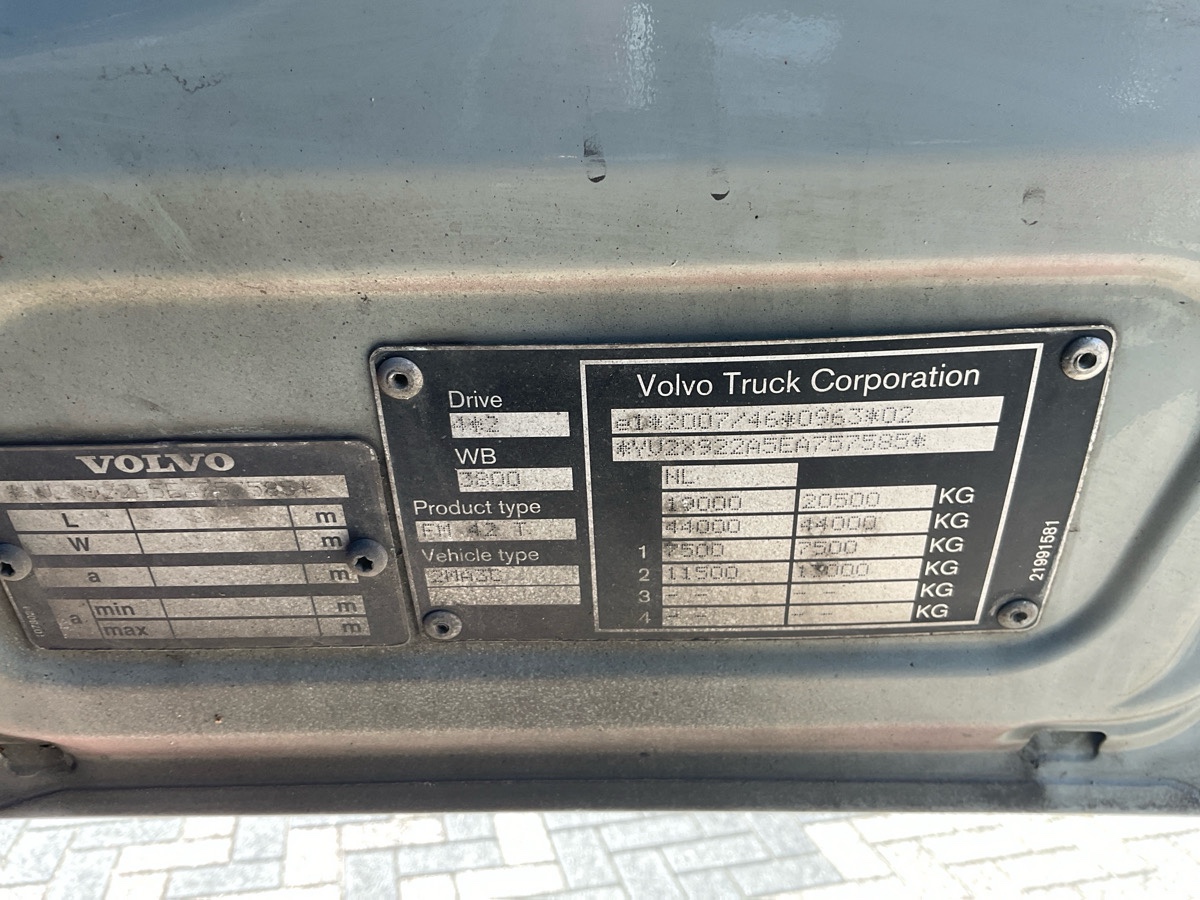 VOLVO
L m
W m
a m
a min m
max m
Drive
4*2
WB
3800
Product type
FM 42 T
Vehicle type
2MA3C
Volvo Truck Corporation
e1*2007/46*0963*02
*YV2X922A5EA757585*
NL
19000 20500 KG
44000 44000 KG
1 7500 7500 KG
2 11500 13000 KG
3 - - - - KG
4 - - - - KG
21991581